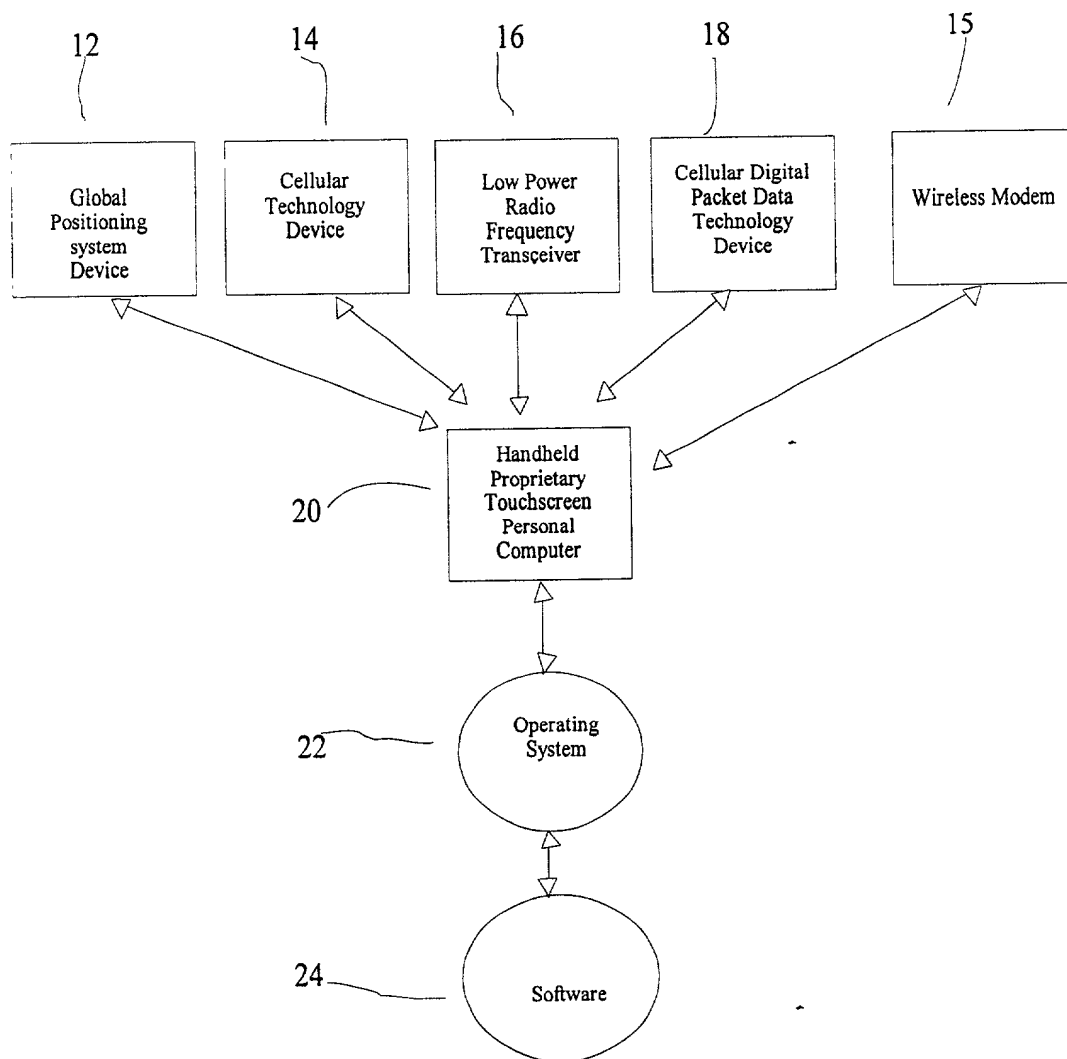 12
14
16
18
15
Global
Positioning
system
Device
Cellular
Technology
Device
Low Power
Radio
Frequency
Transceiver
Cellular Digital
Packet Data
Technology
Device
Wireless Modem
20
Handheld
Proprietary
Touchscreen
Personal
Computer
22
Operating
System
24
Software